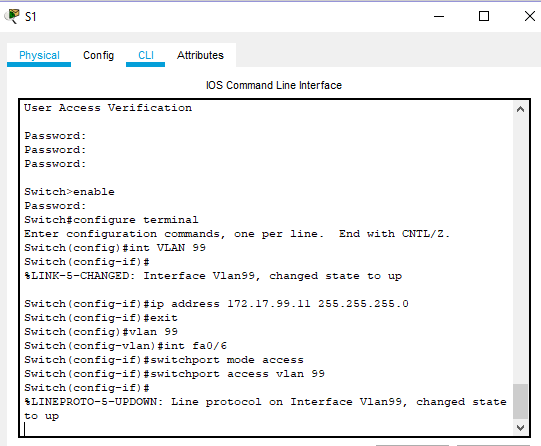 S1
Physical Config CLI Attributes
IOS Command Line Interface
User Access Verification
Password:
Password:
Password:
Switch>enable
Password:
Switch#configure terminal
Enter configuration commands, one per line.  End with CNTL/Z.
Switch(config)#int VLAN 99
Switch(config-if)#
%LINK-5-CHANGED: Interface Vlan99, changed state to up
Switch(config-if)#ip address 172.17.99.11 255.255.255.0
Switch(config-if)#exit
Switch(config)#vlan 99
Switch(config-vlan)#int fa0/6
Switch(config-if)#switchport mode access
Switch(config-if)#switchport access vlan 99
Switch(config-if)#
%LINEPROTO-5-UPDOWN: Line protocol on Interface Vlan99, changed state
to up